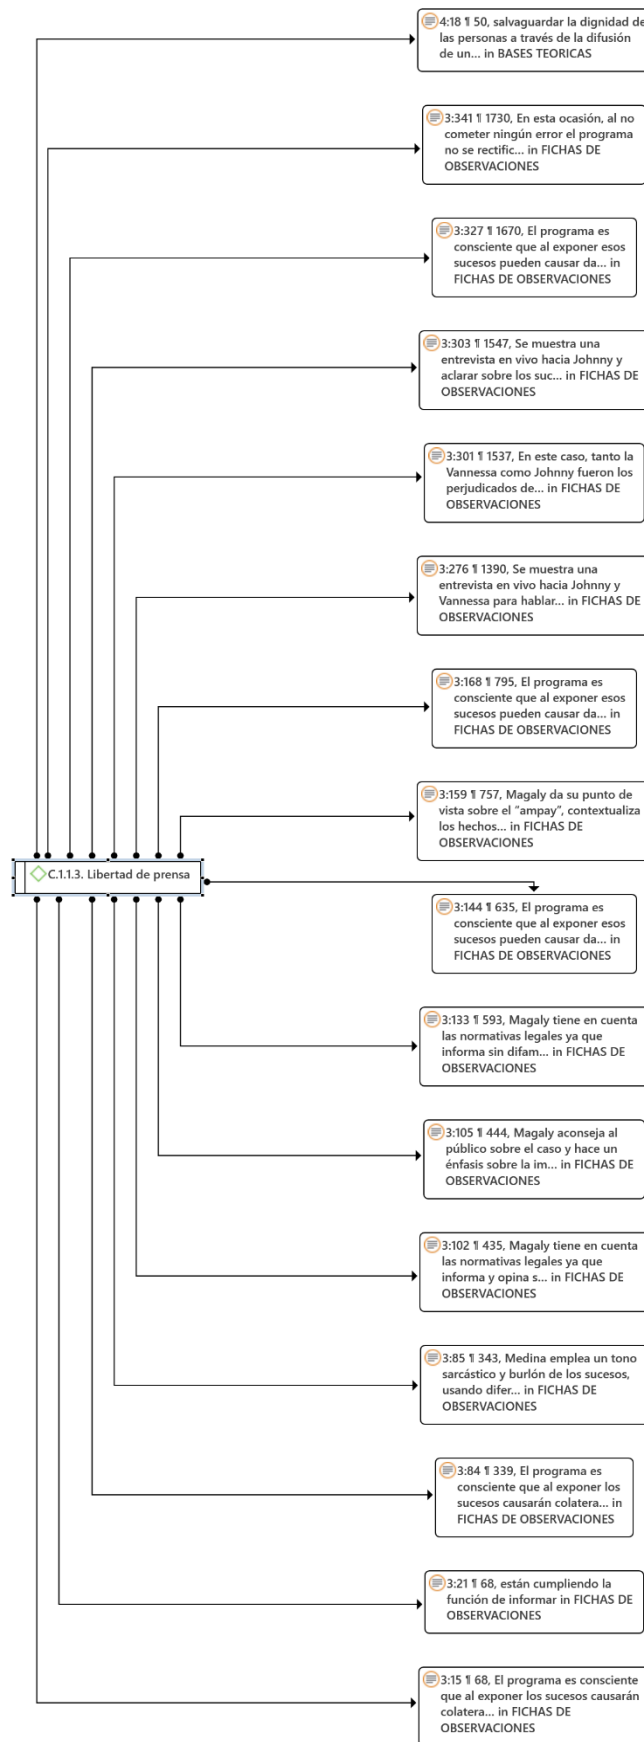 4:18 ¶ 50, salvaguardar la dignidad de
las personas a través de la difusión
de un... in BASES TEORICAS
3:341 ¶ 1730, En esta ocasión, al no
cometer ningún error el programa
no se rectific... in FICHAS DE
OBSERVACIONES
3:327 ¶ 1670, El programa es
consciente que al exponer esos
sucesos pueden causar da... in
FICHAS DE OBSERVACIONES
3:303 ¶ 1547, Se muestra una
entrevista en vivo hacia Johnny y
aclarar sobre los suc... in FICHAS DE
OBSERVACIONES
3:301 ¶ 1537, En este caso, tanto la
Vannessa como Johnny fueron los
perjudicados de... in FICHAS DE
OBSERVACIONES
3:276 ¶ 1390, Se muestra una
entrevista en vivo hacia Johnny y
Vannessa para hablar... in FICHAS DE
OBSERVACIONES
3:168 ¶ 795, El programa es
consciente que al exponer esos
sucesos pueden causar da... in
FICHAS DE OBSERVACIONES
3:159 ¶ 757, Magaly da su punto de
vista sobre el "ampay", contextualiza
los hechos... in FICHAS DE
OBSERVACIONES
C.1.1.3. Libertad de prensa
3:144 ¶ 635, El programa es
consciente que al exponer esos
sucesos pueden causar da... in
FICHAS DE OBSERVACIONES
3:133 ¶ 593, Magaly tiene en cuenta
las normativas legales ya que
informa sin difam... in FICHAS DE
OBSERVACIONES
3:105 ¶ 444, Magaly aconseja al
público sobre el caso y hace un
énfasis sobre la im... in FICHAS DE
OBSERVACIONES
3:102 ¶ 435, Magaly tiene en cuenta
las normativas legales ya que
informa y opina s... in FICHAS DE
OBSERVACIONES
3:85 ¶ 343, Medina emplea un tono
sarcástico y burlón de los sucesos,
usando difer... in FICHAS DE
OBSERVACIONES
3:84 ¶ 339, El programa es
consciente que al exponer los
sucesos causarán colatera... in
FICHAS DE OBSERVACIONES
3:21 ¶ 68, están cumpliendo la
función de informar in FICHAS DE
OBSERVACIONES
3:15 ¶ 68, El programa es consciente
que al exponer los sucesos causarán
colatera... in FICHAS DE
OBSERVACIONES